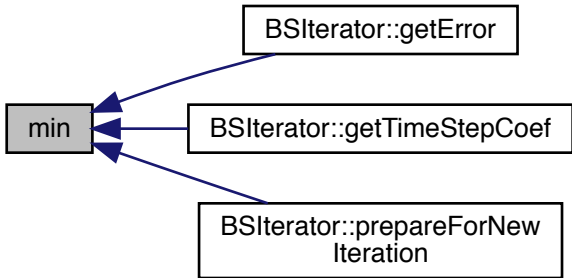 BSIterator::getError
min
BSIterator::getTimeStepCoef
BSIterator::prepareForNew
Iteration